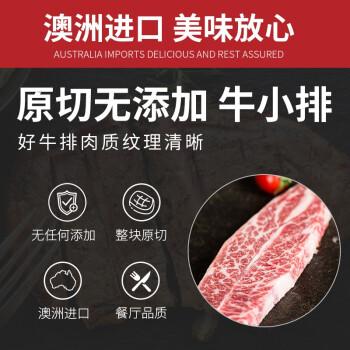 澳洲进口 美味放心
AUSTRALIA IMPORTS DELICIOUS AND REST ASSURED
原切无添加 牛小排
好牛排肉质纹理清晰
无任何添加
整块原切
澳洲进口
餐厅品质